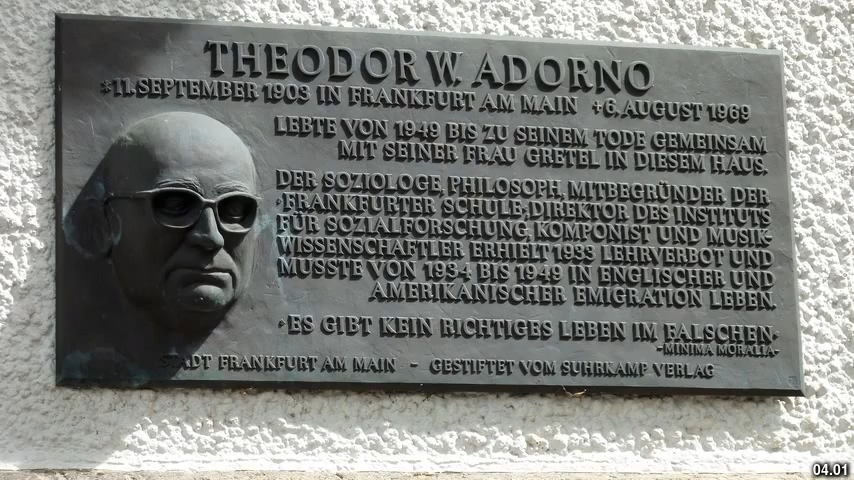 THEODOR W. ADORNO
*11. SEPTEMBER 1903 IN FRANKFURT AM MAIN +6. AUGUST 1969
LEBTE VON 1949 BIS ZU SEINEM TODE GEMEINSAM
MIT SEINER FRAU GRETEL IN DIESEM HAUS.
DER SOZIOLOGE, PHILOSOPH, MITBEGRÜNDER DER
›FRANKFURTER SCHULE‹, DIREKTOR DES INSTITUTS
FÜR SOZIALFORSCHUNG, KOMPONIST UND MUSIK-
WISSENSCHAFTLER ERHIELT 1933 LEHRVERBOT UND
MUSSTE VON 1934 BIS 1949 IN ENGLISCHER UND
AMERIKANISCHER EMIGRATION LEBEN.
›ES GIBT KEIN RICHTIGES LEBEN IM FALSCHEN‹
-MINIMA MORALIA-
STADT FRANKFURT AM MAIN - GESTIFTET VOM SUHRKAMP VERLAG
04.01